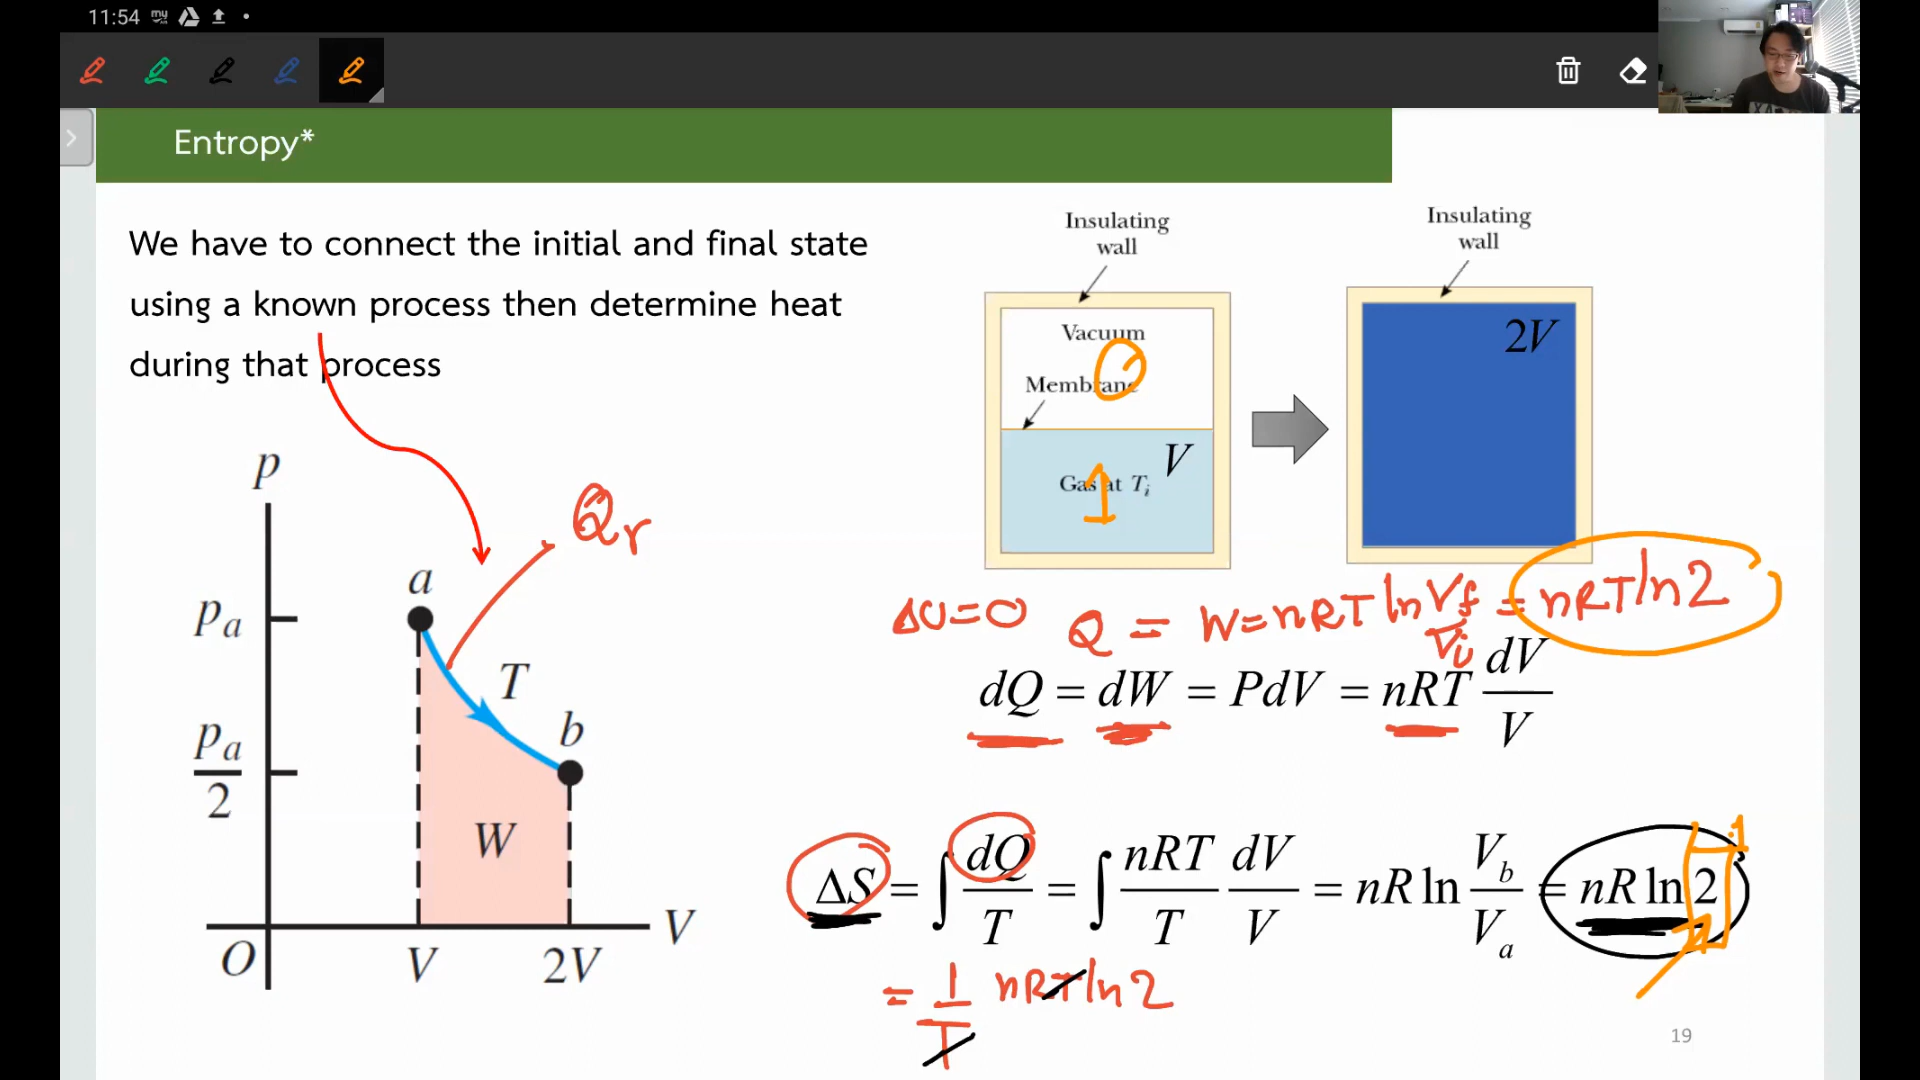 11:54
Entropy*
We have to connect the initial and final state
using a known process then determine heat
during that process
Insulating
wall
Vacuum
Membrane
Gas at T_i
V
0
1
Insulating
wall
2V
p
p_a
p_a/2
a
T
b
W
O
V
2V
V
Q_r
ΔU=0 Q = W=nRT ln V_f/V_i = nRT ln 2
dQ = dW = PdV = nRT dV/V
ΔS = ∫ dQ/T = ∫ nRT/T dV/V = nR ln V_b/V_a = nR ln 2
= 1/T nRT ln 2
19